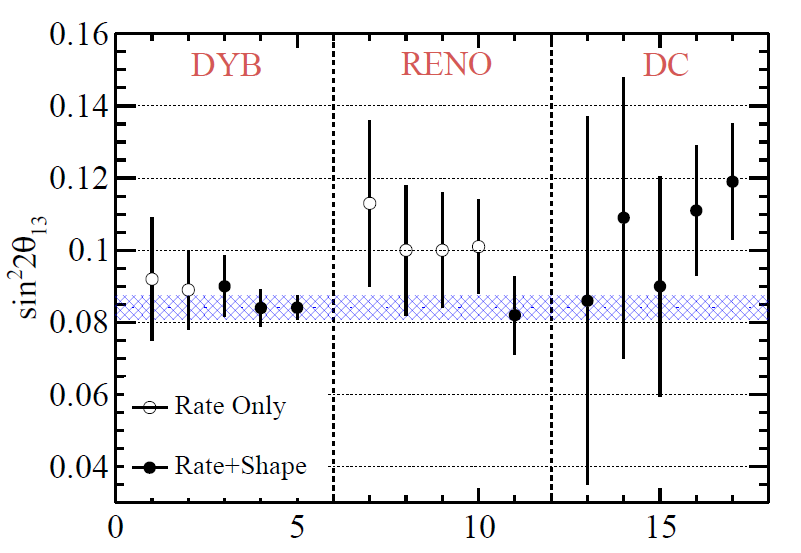 DYB RENO DC
0.16
0.14
0.12
0.1
0.08
0.06
0.04
sin²2θ₁₃
Rate Only
Rate+Shape
0 5 10 15